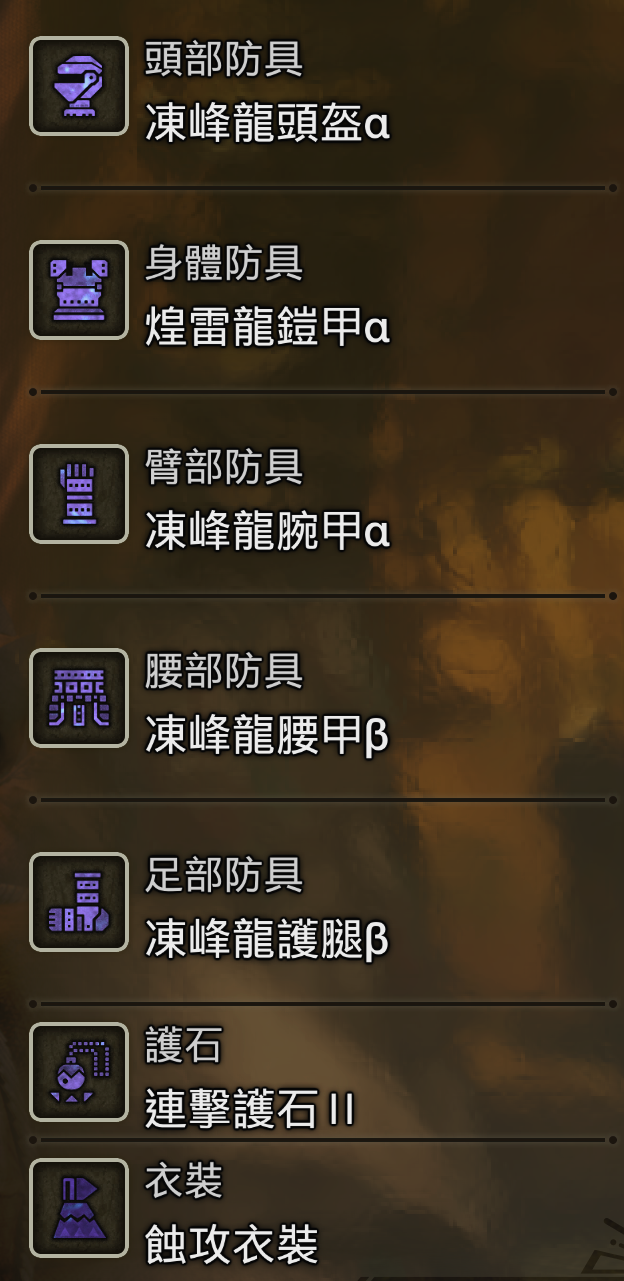 頭部防具
凍峰龍頭盔α
身體防具
煌雷龍鎧甲α
臂部防具
凍峰龍腕甲α
腰部防具
凍峰龍腰甲β
足部防具
凍峰龍護腿β
護石
連擊護石Ⅱ
衣裝
蝕攻衣裝